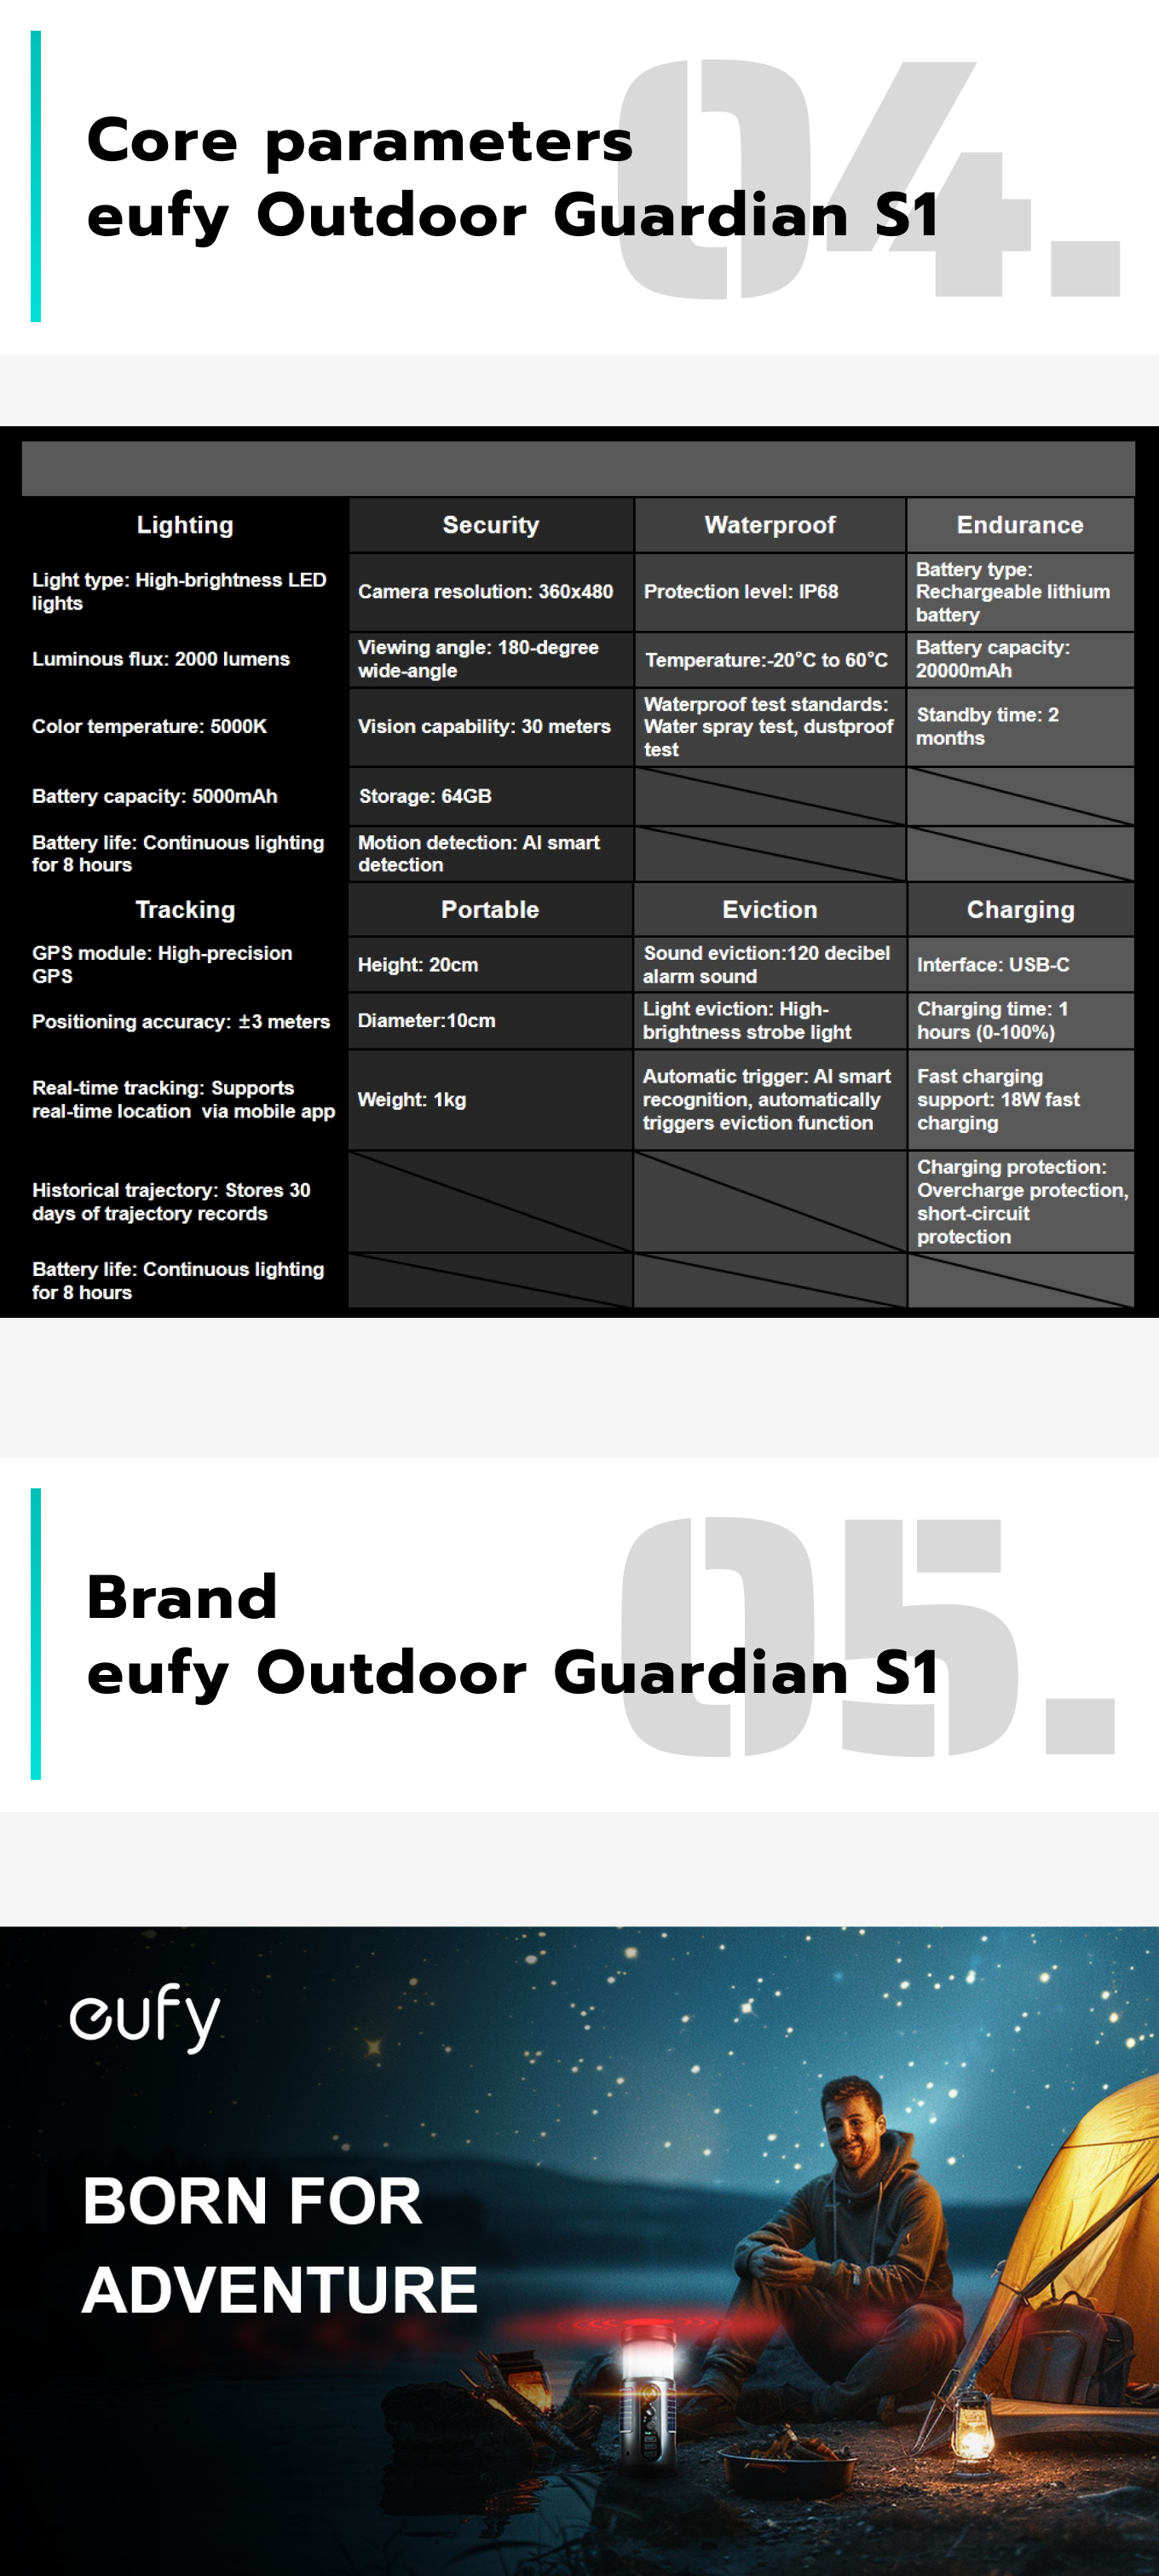 04.
Core parameters
eufy Outdoor Guardian S1
Lighting
Security
Waterproof
Endurance
Light type: High-brightness LED
lights
Camera resolution: 360x480
Protection level: IP68
Battery type:
Rechargeable lithium
battery
Luminous flux: 2000 lumens
Viewing angle: 180-degree
wide-angle
Temperature:-20°C to 60°C
Battery capacity:
20000mAh
Color temperature: 5000K
Vision capability: 30 meters
Waterproof test standards:
Water spray test, dustproof
test
Standby time: 2
months
Battery capacity: 5000mAh
Storage: 64GB
Battery life: Continuous lighting
for 8 hours
Motion detection: AI smart
detection
Tracking
Portable
Eviction
Charging
GPS module: High-precision
GPS
Height: 20cm
Sound eviction:120 decibel
alarm sound
Interface: USB-C
Positioning accuracy: ±3 meters
Diameter:10cm
Light eviction: High-
brightness strobe light
Charging time: 1
hours (0-100%)
Real-time tracking: Supports
real-time location  via mobile app
Weight: 1kg
Automatic trigger: AI smart
recognition, automatically
triggers eviction function
Fast charging
support: 18W fast
charging
Historical trajectory: Stores 30
days of trajectory records
Charging protection:
Overcharge protection,
short-circuit
protection
Battery life: Continuous lighting
for 8 hours
05.
Brand
eufy Outdoor Guardian S1
eufy
BORN FOR
ADVENTURE